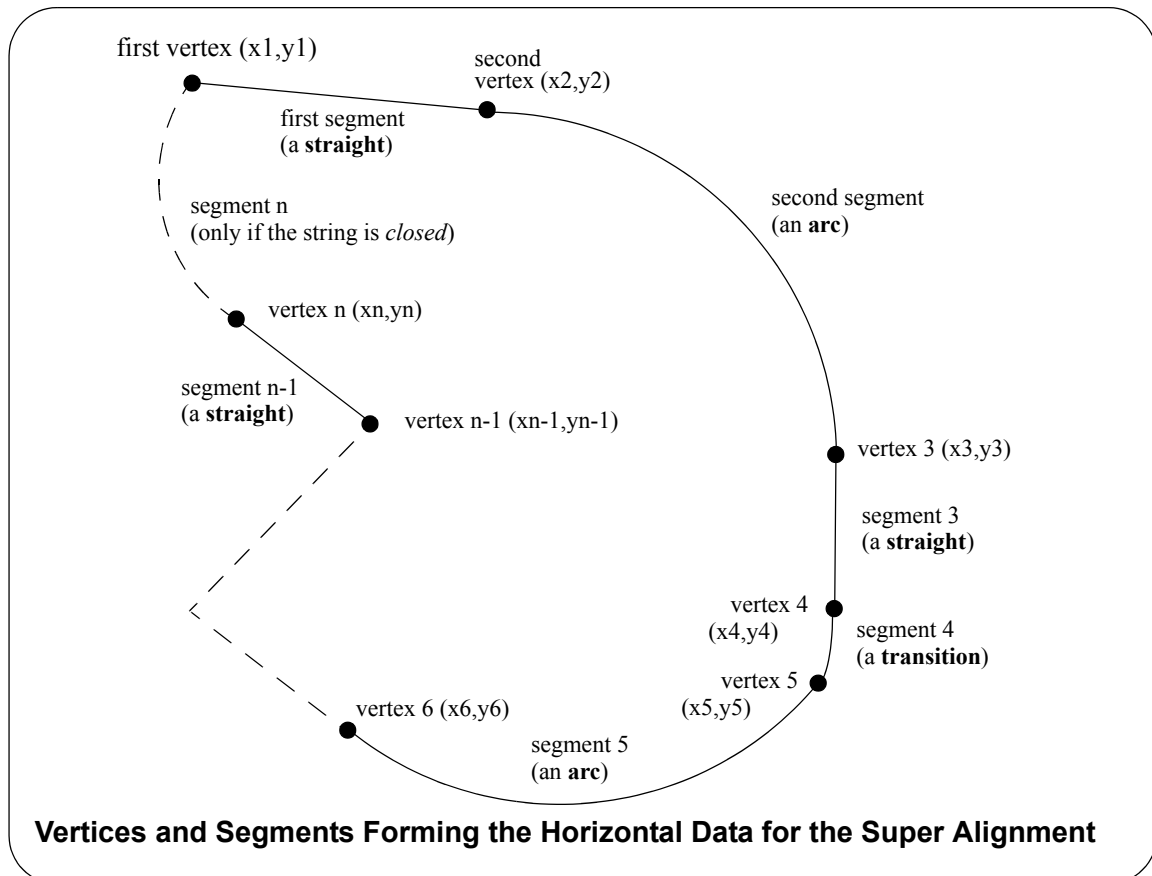 first vertex (x1,y1)
second
vertex (x2,y2)
first segment
(a straight)
second segment
(an arc)
segment n
(only if the string is closed)
vertex n (xn,yn)
segment n-1
(a straight)
vertex n-1 (xn-1,yn-1)
vertex 3 (x3,y3)
segment 3
(a straight)
vertex 4
(x4,y4)
segment 4
(a transition)
vertex 5
(x5,y5)
vertex 6 (x6,y6)
segment 5
(an arc)
Vertices and Segments Forming the Horizontal Data for the Super Alignment